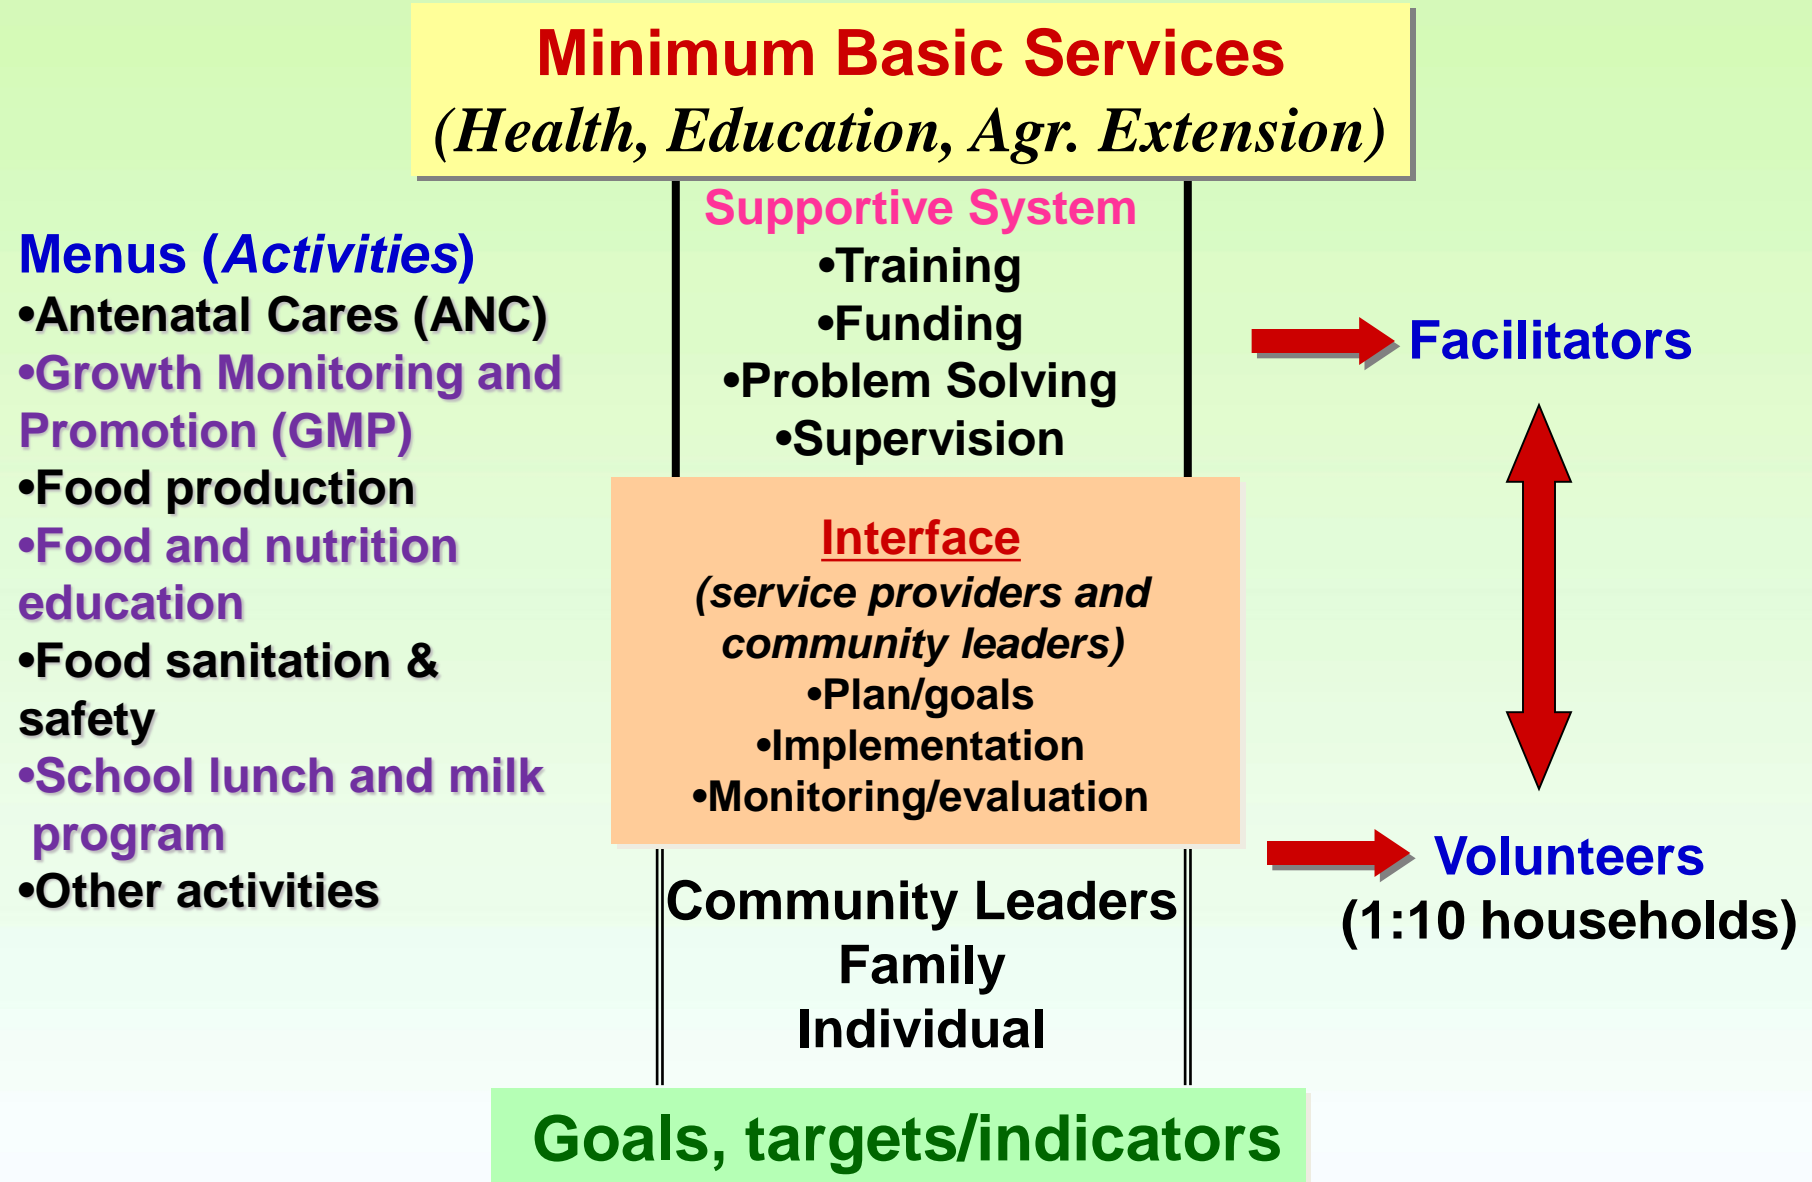 Minimum Basic Services
(Health, Education, Agr. Extension)
Menus (Activities)
•Antenatal Cares (ANC)
•Growth Monitoring and
Promotion (GMP)
•Food production
•Food and nutrition
education
•Food sanitation &
safety
•School lunch and milk
program
•Other activities
Supportive System
•Training
•Funding
•Problem Solving
•Supervision
Interface
(service providers and
community leaders)
•Plan/goals
•Implementation
•Monitoring/evaluation
Community Leaders
Family
Individual
Facilitators
Volunteers
(1:10 households)
Goals, targets/indicators